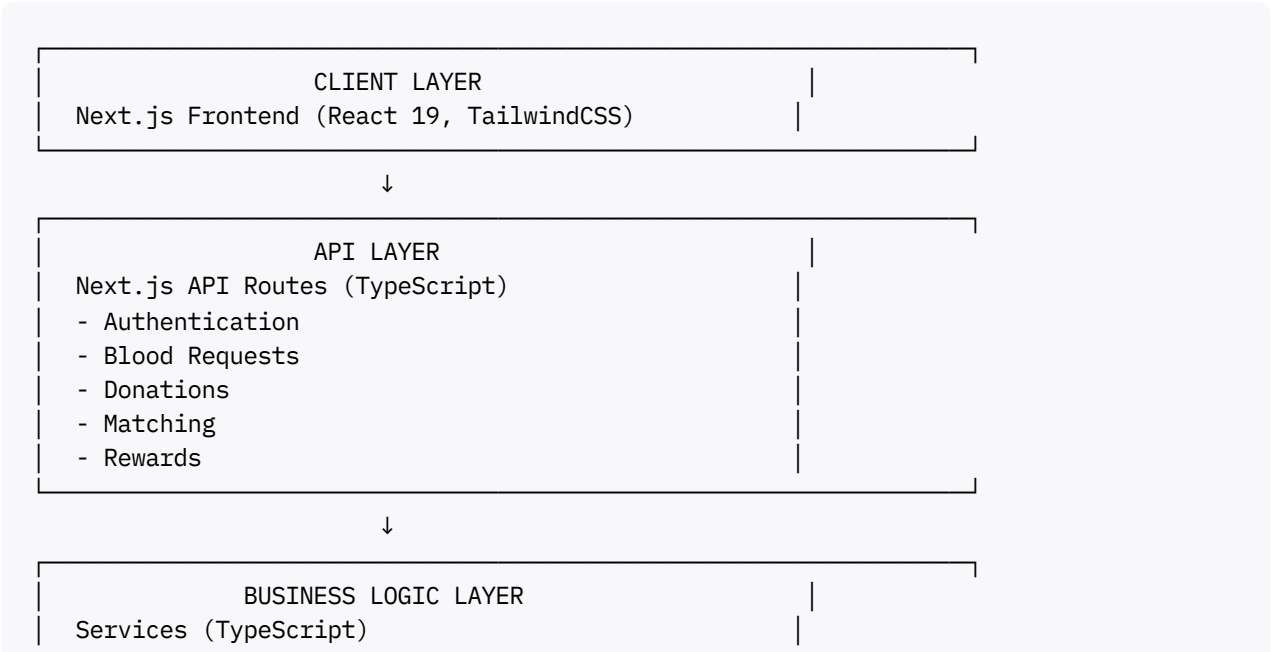 CLIENT LAYER
Next.js Frontend (React 19, TailwindCSS)
↓
API LAYER
Next.js API Routes (TypeScript)
- Authentication
- Blood Requests
- Donations
- Matching
- Rewards
↓
BUSINESS LOGIC LAYER
Services (TypeScript)